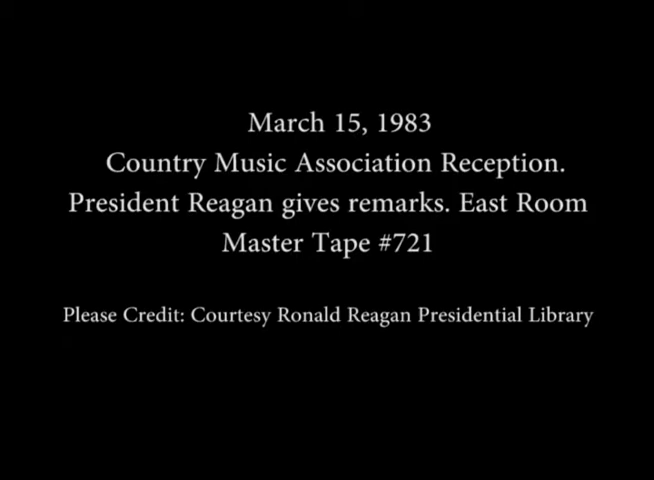 March 15, 1983
Country Music Association Reception.
President Reagan gives remarks. East Room
Master Tape #721
Please Credit: Courtesy Ronald Reagan Presidential Library